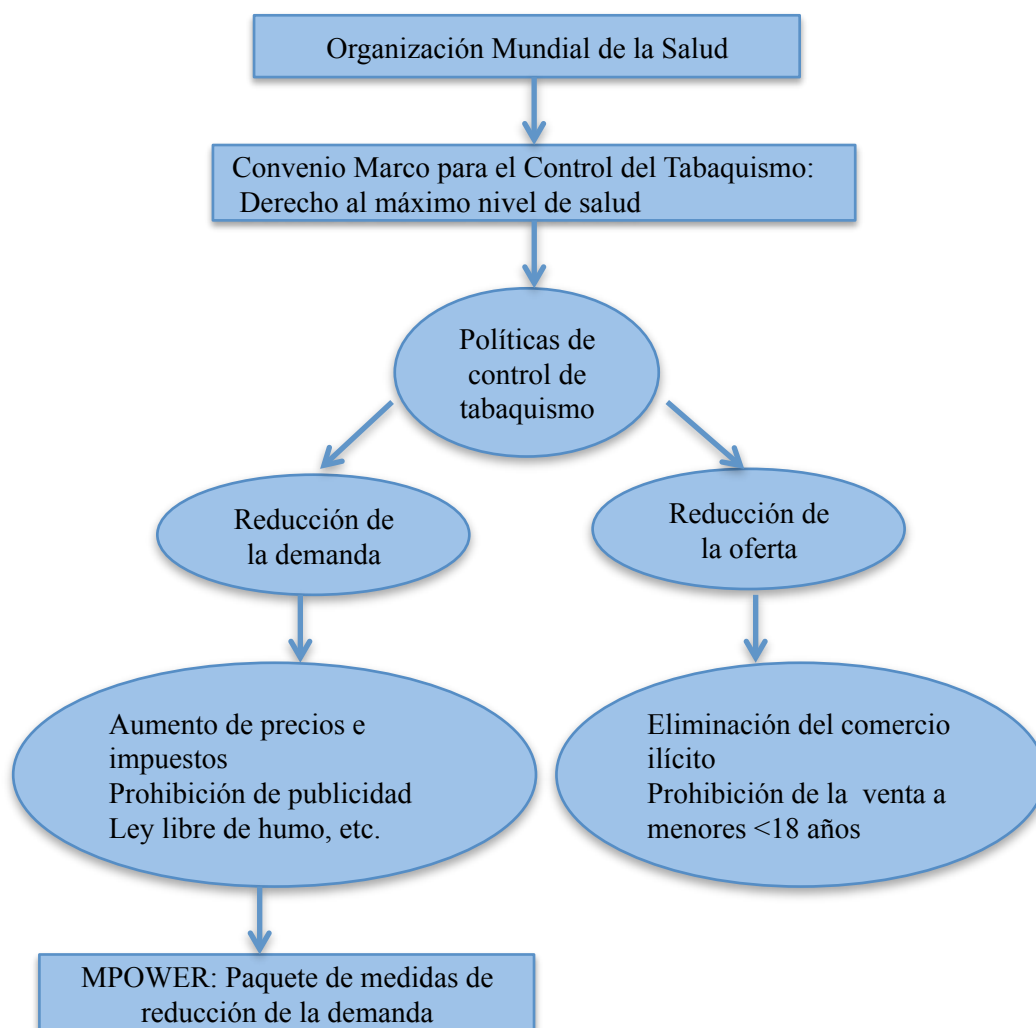 Organización Mundial de la Salud
Convenio Marco para el Control del Tabaquismo:
Derecho al máximo nivel de salud
Políticas de
control de
tabaquismo
Reducción de
la demanda
Reducción de
la oferta
Aumento de precios e
impuestos
Prohibición de publicidad
Ley libre de humo, etc.
Eliminación del comercio
ilícito
Prohibición de la venta a
menores <18 años
MPOWER: Paquete de medidas de
reducción de la demanda